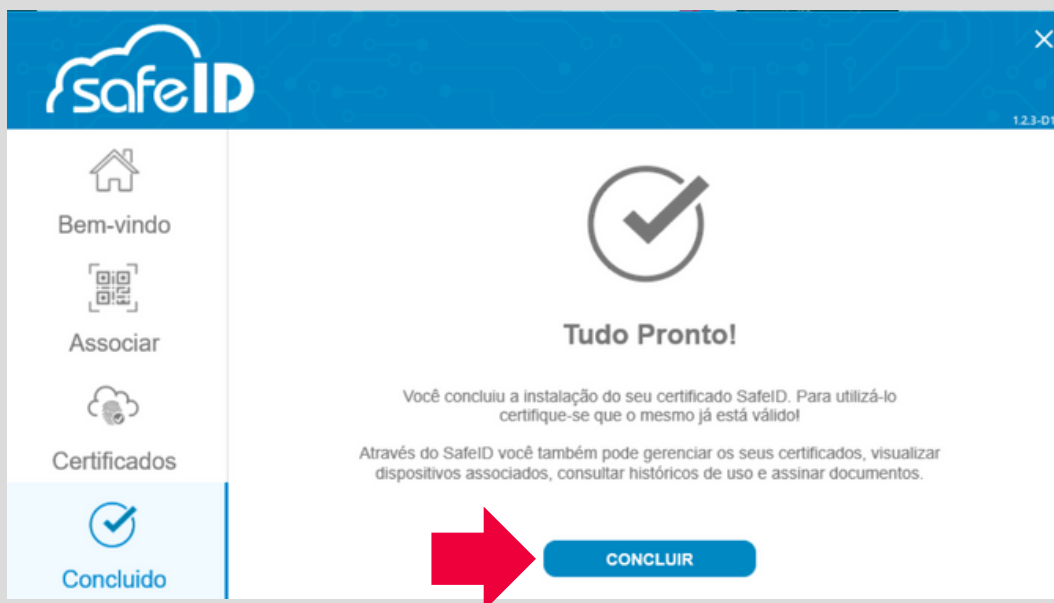 safeID
1.2.3-D1
Bem-vindo
Associar
Certificados
Concluido
Tudo Pronto!
Você concluiu a instalação do seu certificado SafeID. Para utilizá-lo
certifique-se que o mesmo já está válido!
Através do SafeID você também pode gerenciar os seus certificados, visualizar
dispositivos associados, consultar históricos de uso e assinar documentos.
CONCLUIR